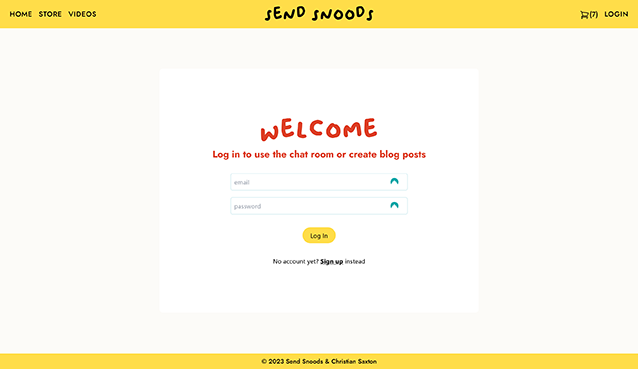 HOME STORE VIDEOS
SEND SNOODS
(7) LOGIN
WELCOME
Log in to use the chat room or create blog posts
email
password
Log In
No account yet? Sign up instead
© 2023 Send Snoods & Christian Saxton